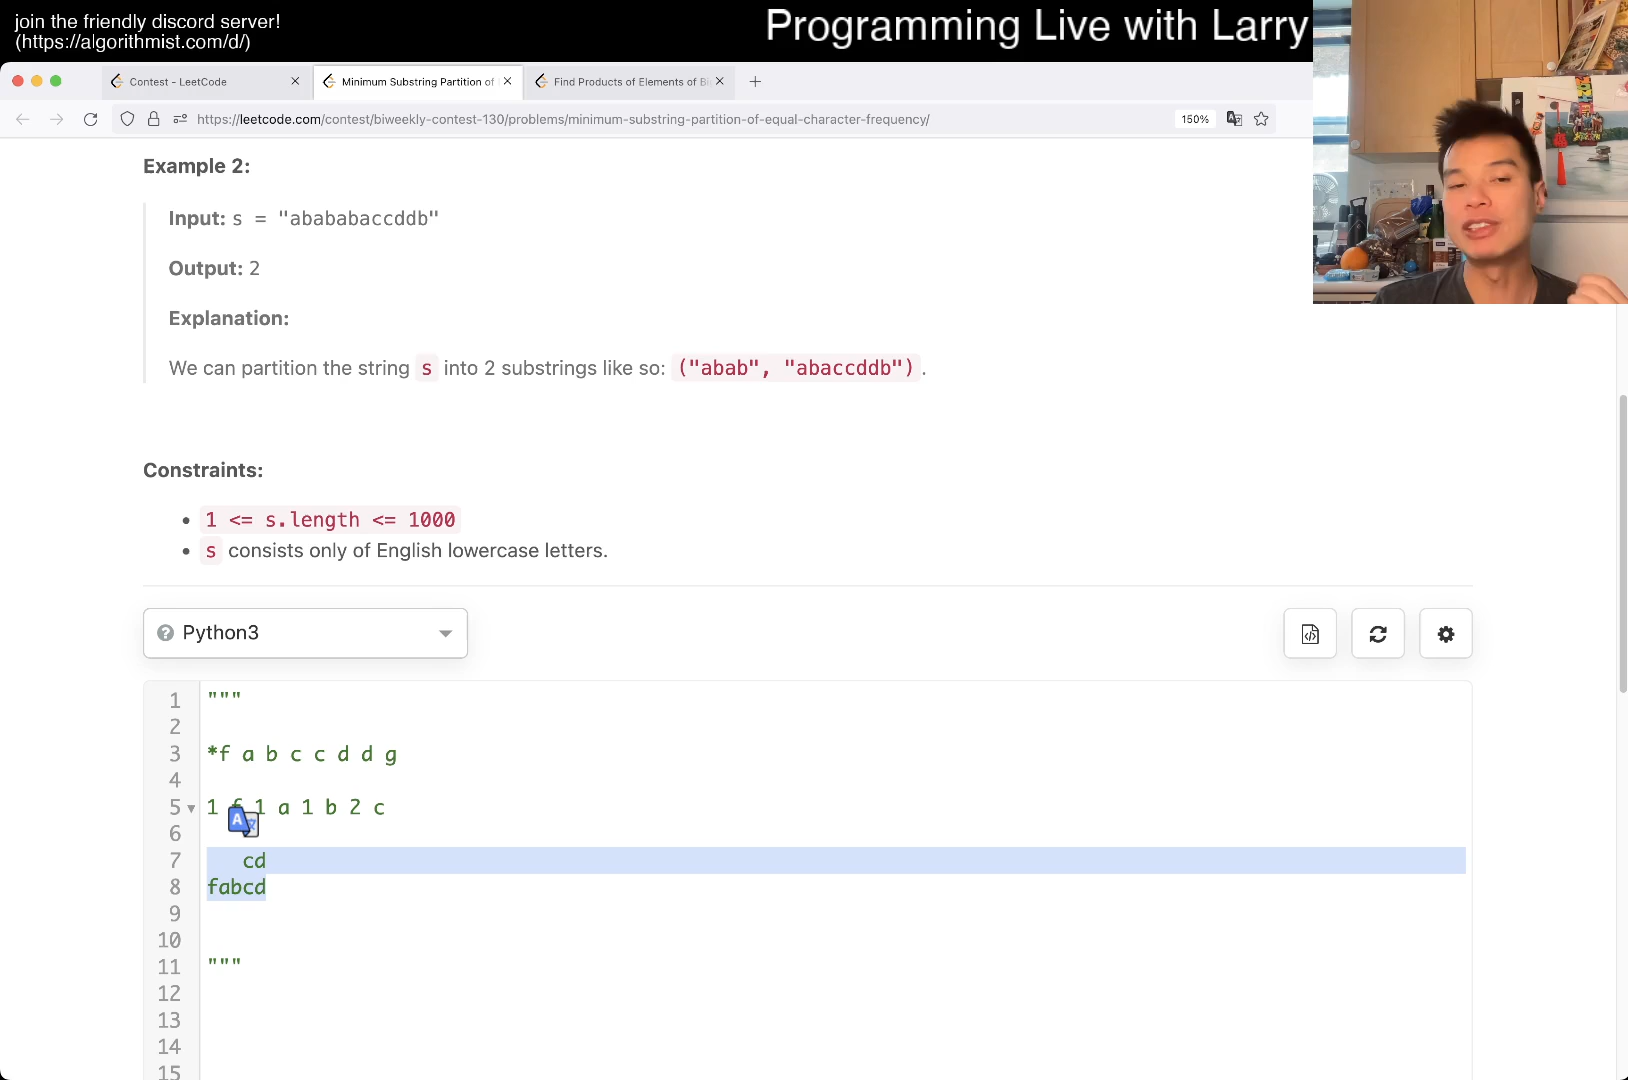 join the friendly discord server!
(https://algorithmist.com/d/)
Programming Live with Larry
Contest - LeetCode
Minimum Substring Partition of
Find Products of Elements of Bi
https://leetcode.com/contest/biweekly-contest-130/problems/minimum-substring-partition-of-equal-character-frequency/
150%
Example 2:
Input: s = "abababaccddb"
Output: 2
Explanation:
We can partition the string s into 2 substrings like so: ("abab", "abaccddb").
Constraints:
1 <= s.length <= 1000
s consists only of English lowercase letters.
Python3
1 """
2
3 *f a b c c d d g
4
5 1 f 1 a 1 b 2 c
6
7 cd
8 fabcd
9
10
11 """
12
13
14
15